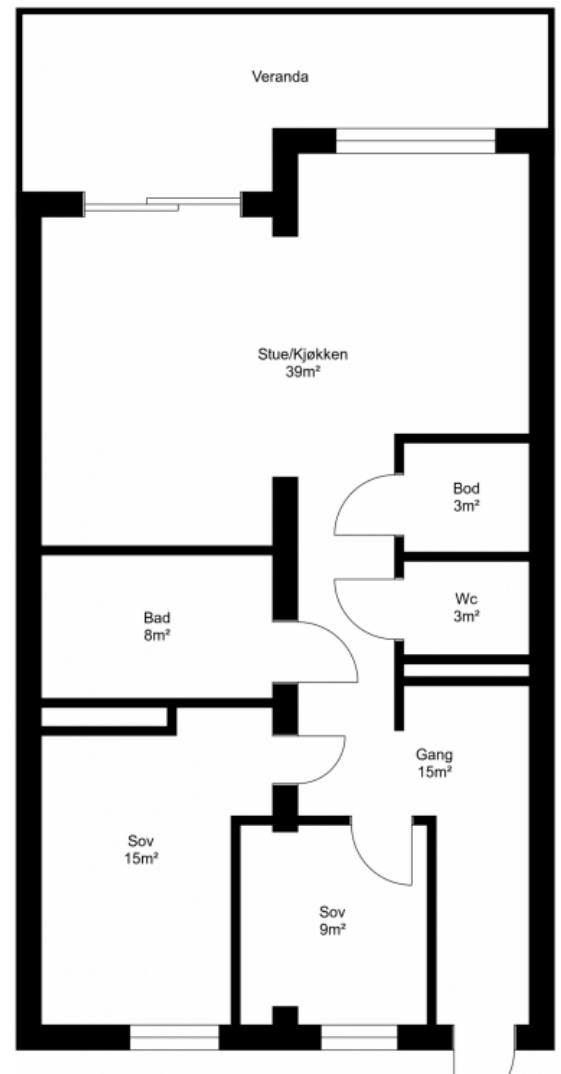 Veranda
Stue/Kjøkken
39m²
Bod
3m²
Wc
3m²
Bad
8m²
Gang
15m²
Sov
15m²
Sov
9m²